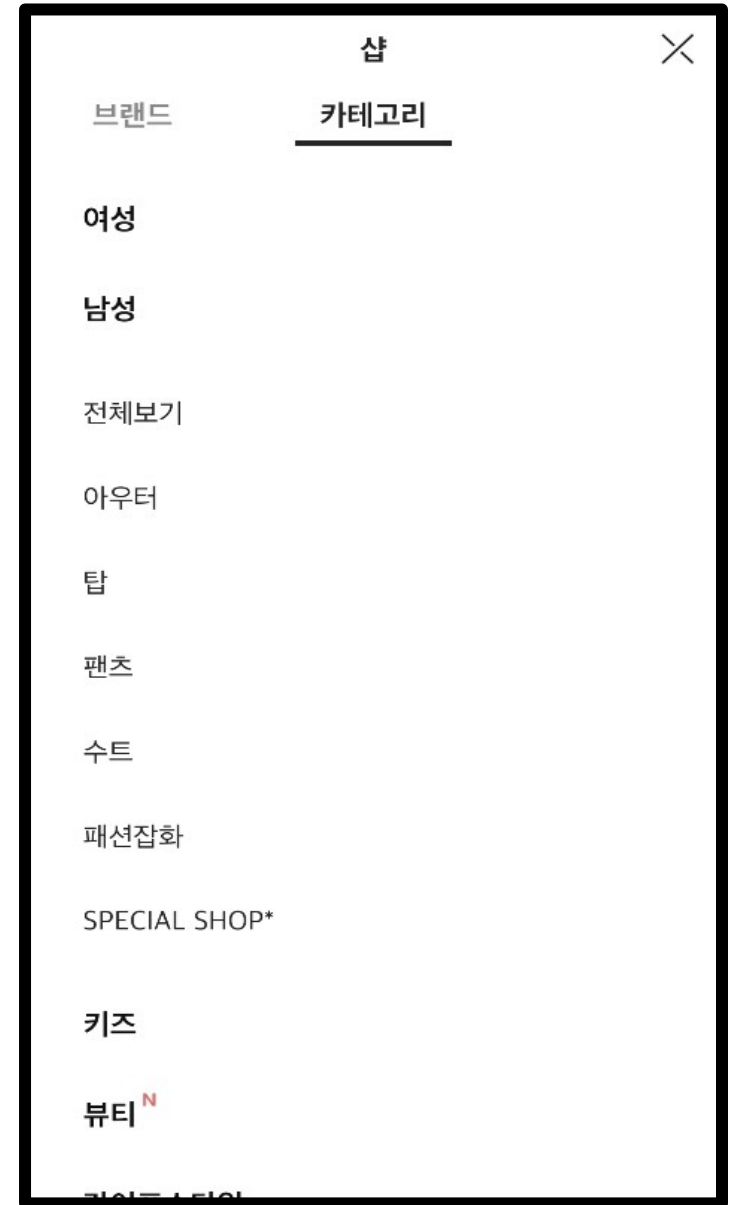 샵
브랜드 카테고리
여성
남성
전체보기
아우터
탑
팬츠
수트
패션잡화
SPECIAL SHOP*
키즈
뷰티 N